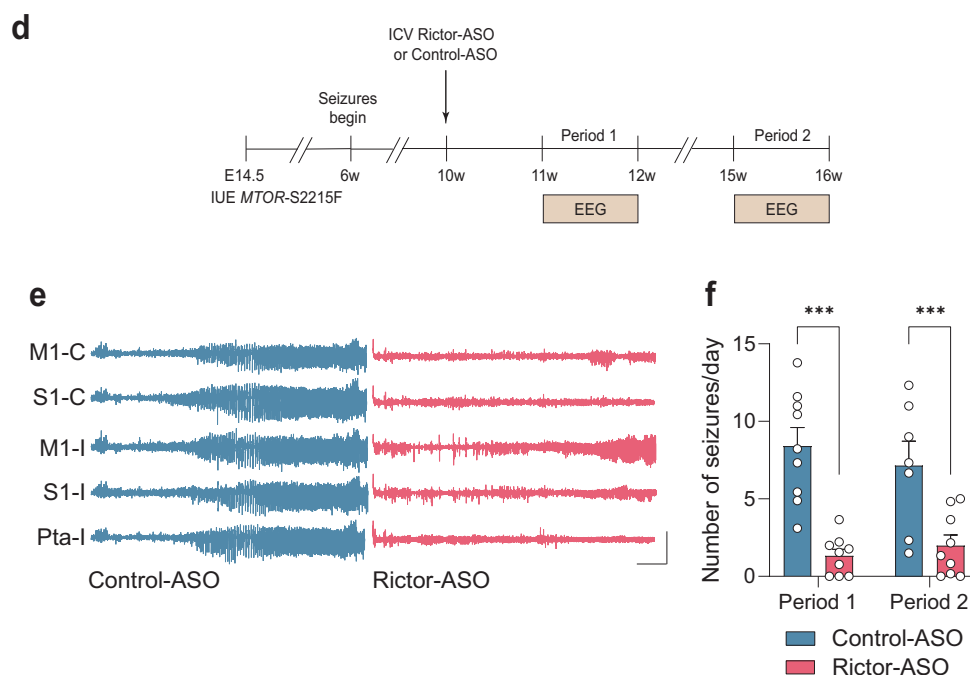 d
ICV Rictor-ASO
or Control-ASO
Seizures
begin
Period 1
Period 2
E14.5
6w
10w
11w
12w
15w
16w
IUE MTOR-S2215F
EEG
EEG
e
M1-C
S1-C
M1-I
S1-I
Pta-I
Control-ASO
Rictor-ASO
f
***
***
Number of seizures/day
15
10
5
0
Period 1
Period 2
Control-ASO
Rictor-ASO